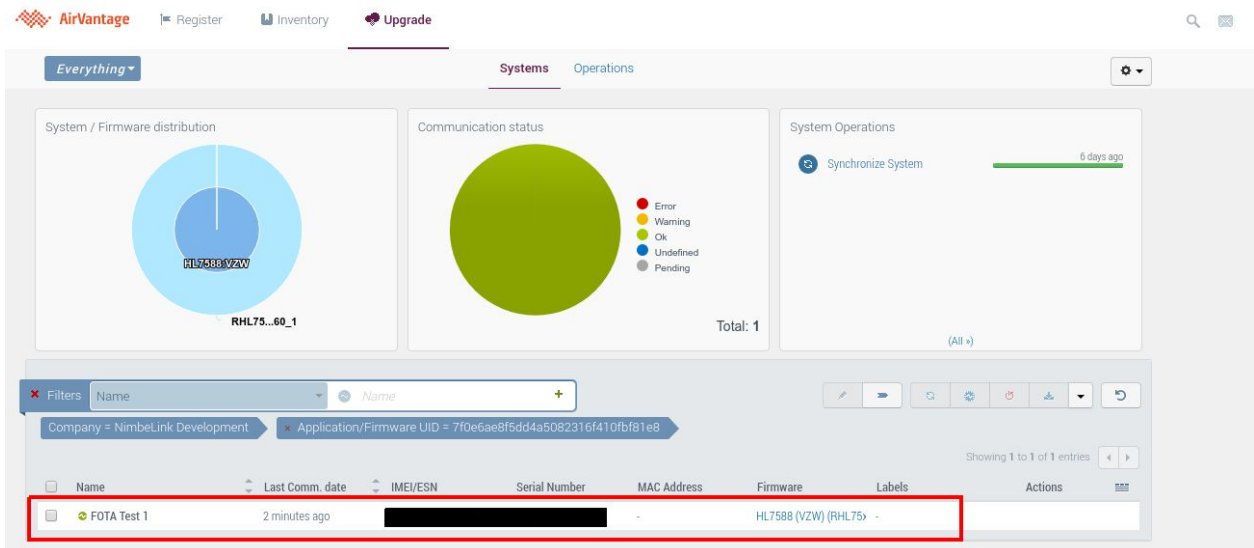 AirVantage Register Inventory Upgrade
Everything Systems Operations
System / Firmware distribution
HL7588 VZW
RHL75...60_1
Communication status
Error
Warning
Ok
Undefined
Pending
Total: 1
System Operations
Synchronize System 6 days ago
(All »)
Filters Name Name +
Company = NimbeLink Development × Application/Firmware UID = 7f0e6ae8f5dd4a5082316f410fbf81e8
Showing 1 to 1 of 1 entries
Name Last Comm. date IMEI/ESN Serial Number MAC Address Firmware Labels Actions
FOTA Test 1 2 minutes ago - HL7588 (VZW) (RHL75x -